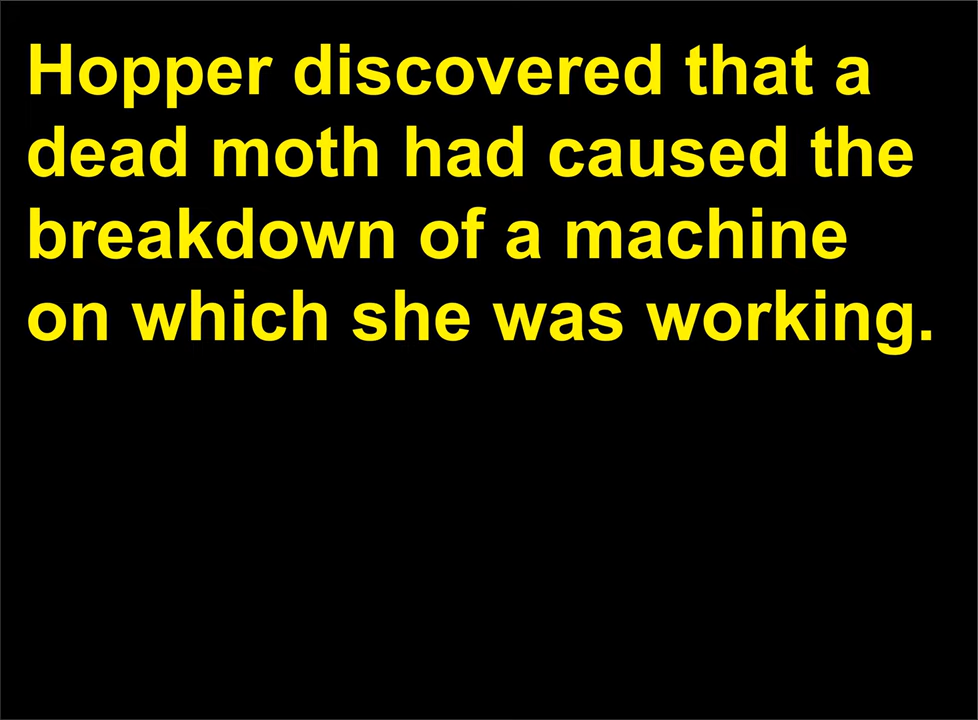 Hopper discovered that a
dead moth had caused the
breakdown of a machine
on which she was working.